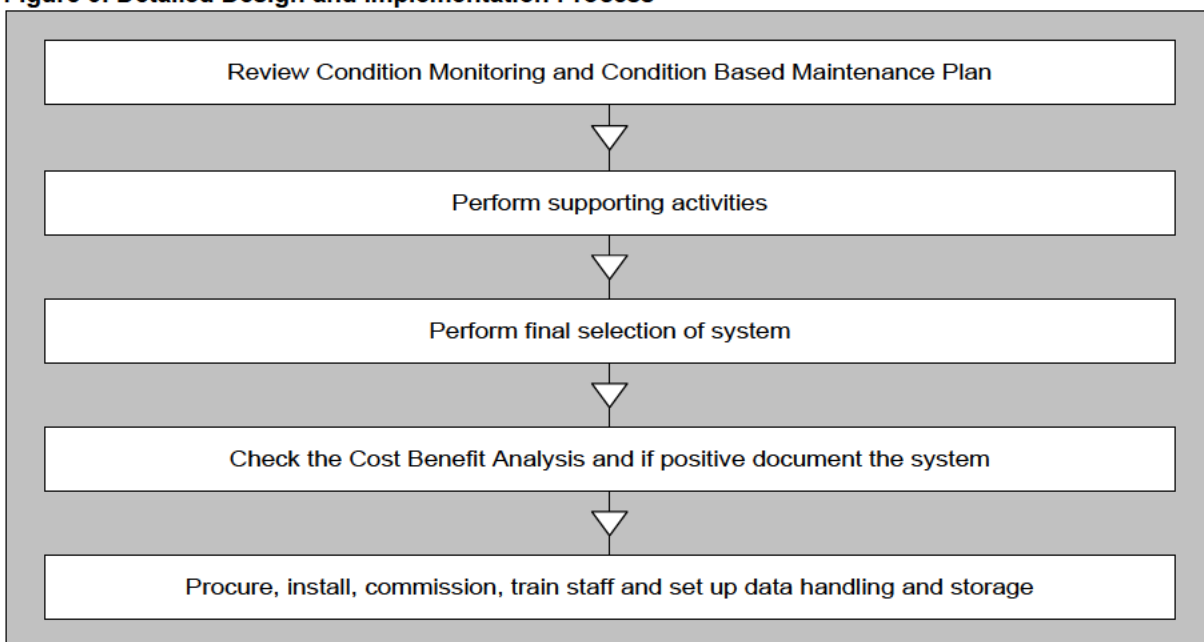 Detailed Design and Implementation Process
Review Condition Monitoring and Condition Based Maintenance Plan
Perform supporting activities
Perform final selection of system
Check the Cost Benefit Analysis and if positive document the system
Procure, install, commission, train staff and set up data handling and storage